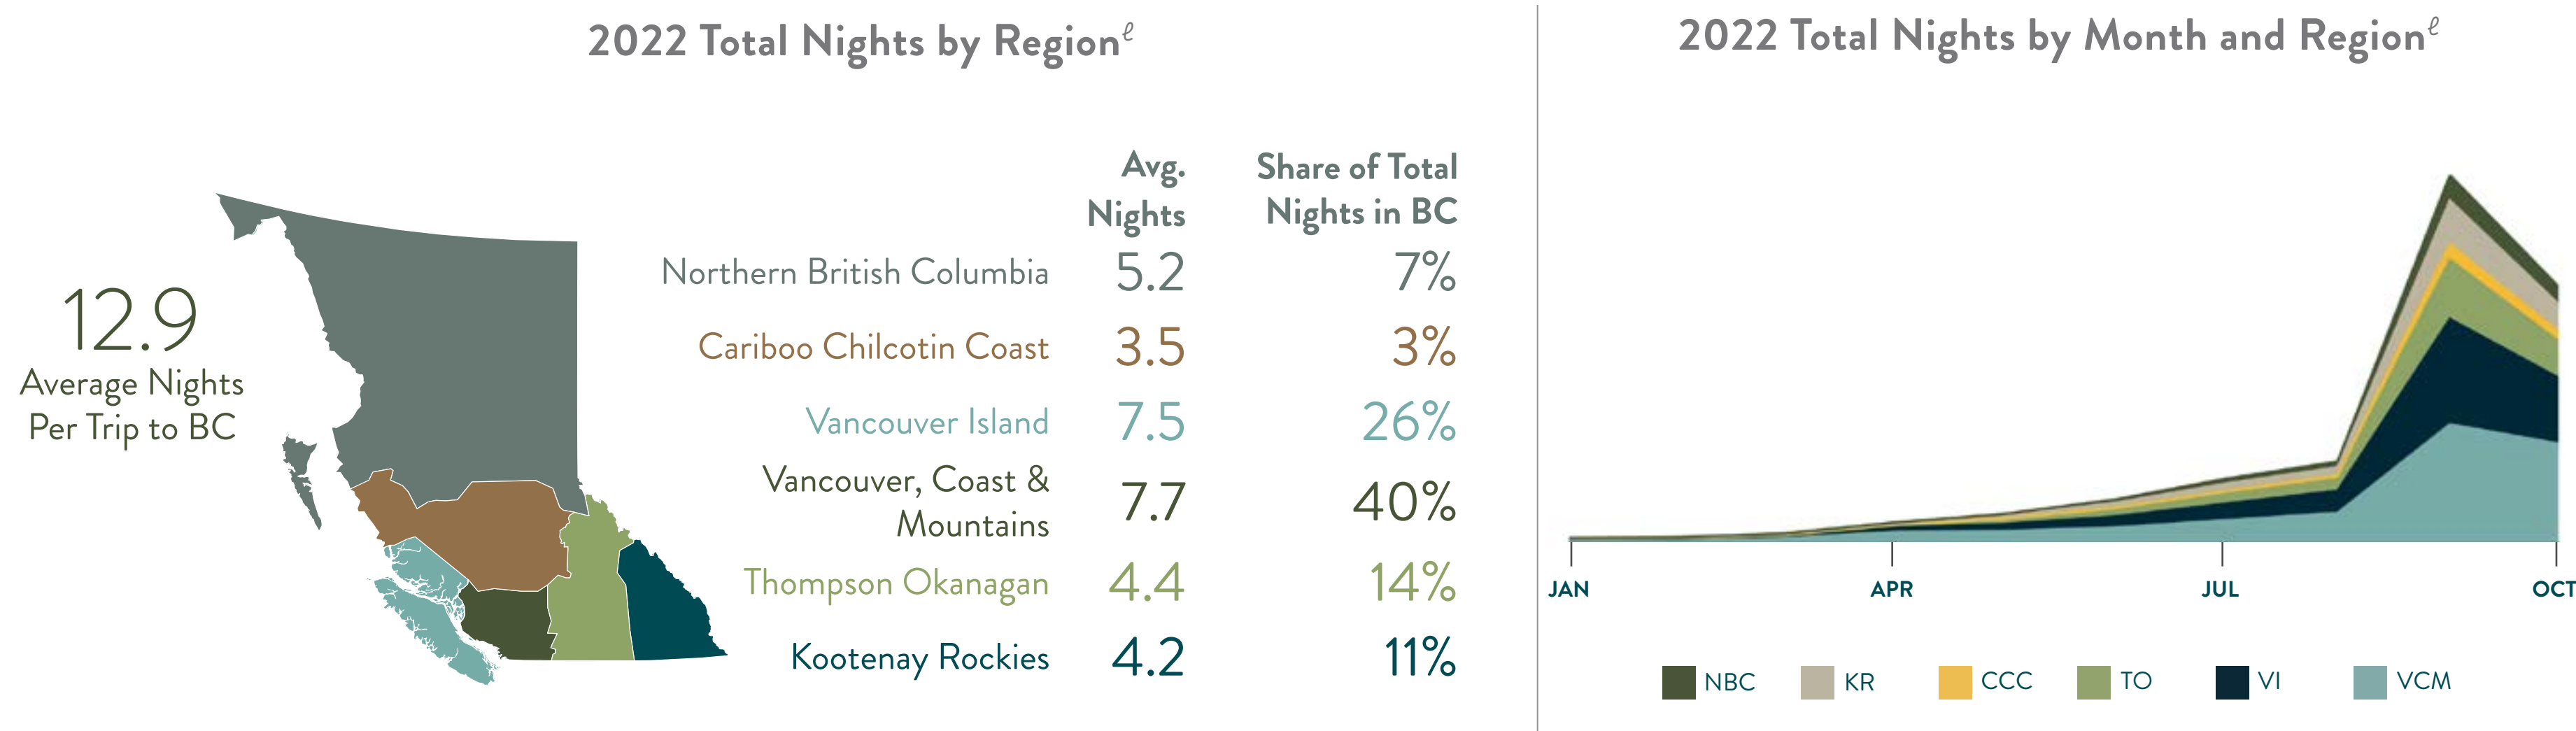 2022 Total Nights by Regionℓ
12.9
Average Nights
Per Trip to BC
Avg.
Nights
Share of Total
Nights in BC
Northern British Columbia 5.2 7%
Cariboo Chilcotin Coast 3.5 3%
Vancouver Island 7.5 26%
Vancouver, Coast &
Mountains 7.7 40%
Thompson Okanagan 4.4 14%
Kootenay Rockies 4.2 11%
2022 Total Nights by Month and Regionℓ
JAN APR JUL OCT
NBC KR CCC TO VI VCM